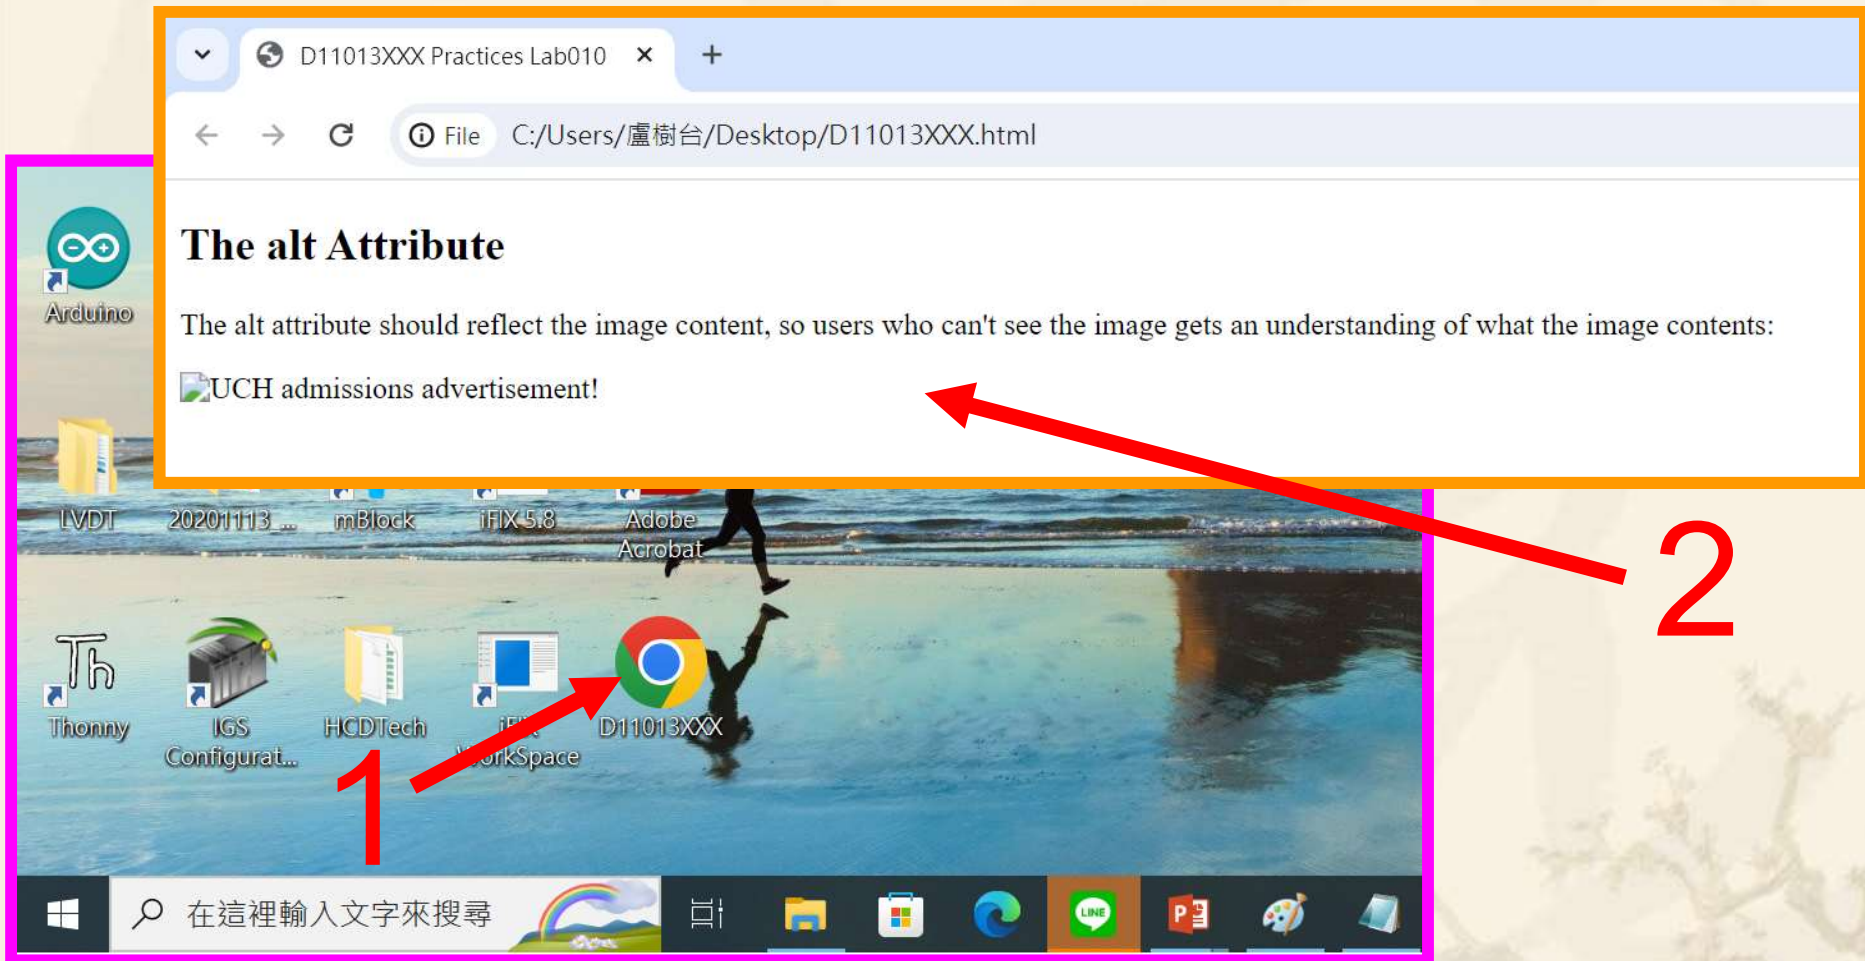 D11013XXX Practices Lab010
File C:/Users/盧樹台/Desktop/D11013XXX.html
The alt Attribute
The alt attribute should reflect the image content, so users who can't see the image gets an understanding of what the image contents:
UCH admissions advertisement!
Arduino
LVDT
20201113_...
mBlock
iFIX 5.8
Adobe
Acrobat
2
Th
Thonny
IGS
Configurat...
HCDTech
WorkSpace
D11013XXX
1
在這裡輸入文字來搜尋
LINE
P